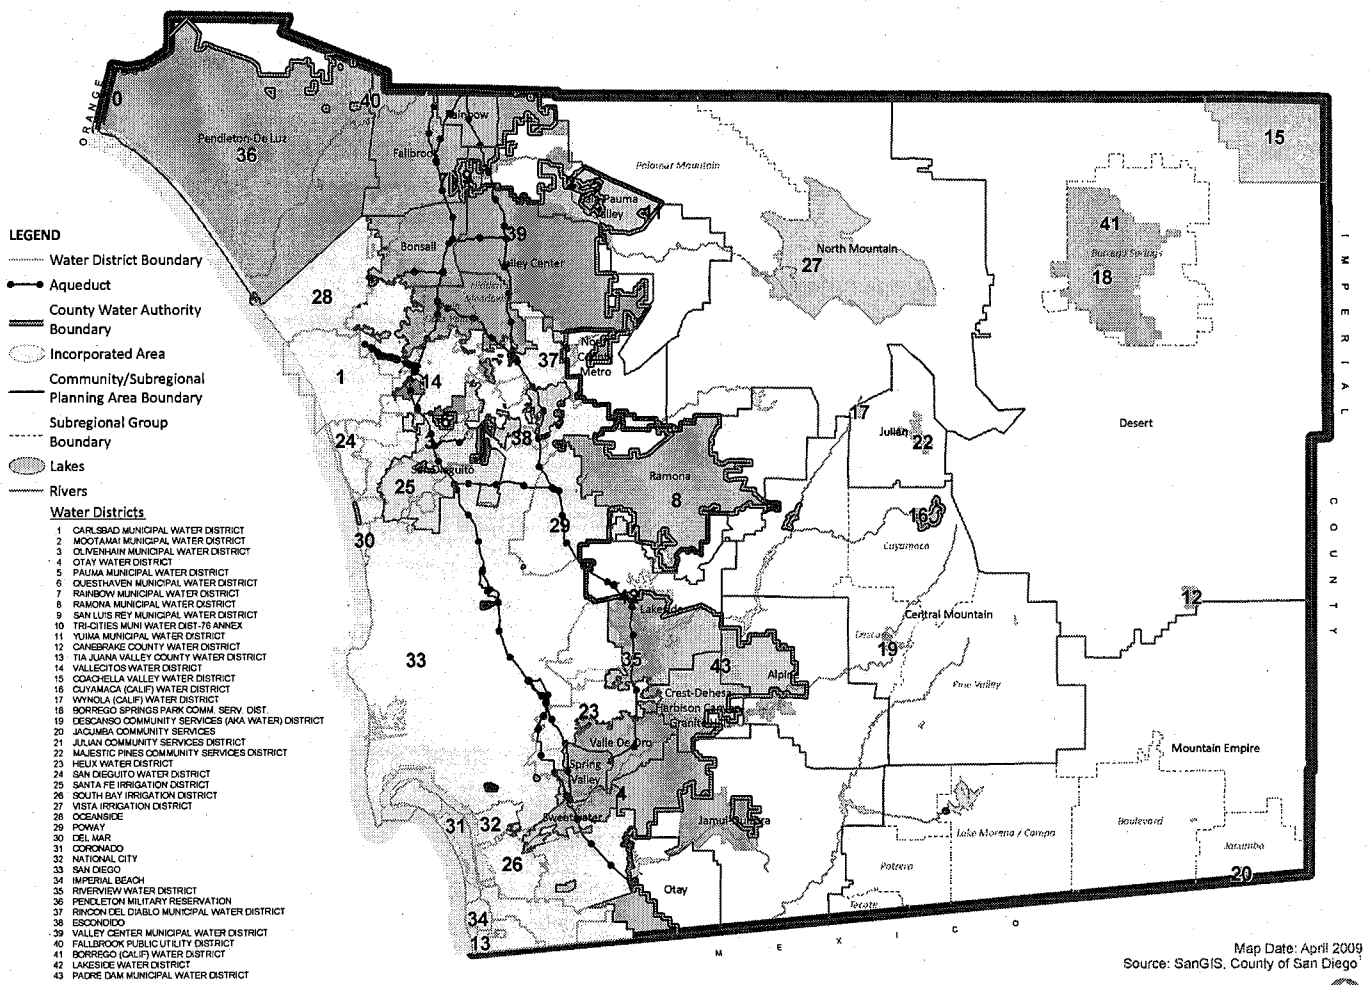 ORANGE
0
40
Rainbow
Pendleton-De Luz
36
Fallbrook
Palomar Mountain
15
Pala-Pauma
Valley
41
39
Bonsall
Valley Center
North Mountain
27
Borrego Springs
18
IMPERIAL
COUNTY
28
37
North
County
Metro
1
14
17
Julian
22
Desert
24
38
San Dieguito
25
Ramona
8
30
29
16
Cuyamaca
12
Lakeside
Central Mountain
Descanso
19
33
35
43
Alpine
Pine Valley
Crest-Dehesa
Harbison Canyon
Granite Hills
23
Valle De Oro
Spring
Valley
4
Mountain Empire
31
32
Sweetwater
Jamul-Dulzura
Lake Morena / Campo
Boulevard
Jacumba
26
Potrero
20
Otay
Tecate
34
13
MEXICO
LEGEND
Water District Boundary
Aqueduct
County Water Authority
Boundary
Incorporated Area
Community/Subregional
Planning Area Boundary
Subregional Group
Boundary
Lakes
Rivers
Water Districts
1 CARLSBAD MUNICIPAL WATER DISTRICT
2 MOOTAMAI MUNICIPAL WATER DISTRICT
3 OLIVENHAIN MUNICIPAL WATER DISTRICT
4 OTAY WATER DISTRICT
5 PAUMA MUNICIPAL WATER DISTRICT
6 QUESTHAVEN MUNICIPAL WATER DISTRICT
7 RAINBOW MUNICIPAL WATER DISTRICT
8 RAMONA MUNICIPAL WATER DISTRICT
9 SAN LUIS REY MUNICIPAL WATER DISTRICT
10 TRI-CITIES MUNI WATER DIST-76 ANNEX
11 YUIMA MUNICIPAL WATER DISTRICT
12 CANEBRAKE COUNTY WATER DISTRICT
13 TIA JUANA VALLEY COUNTY WATER DISTRICT
14 VALLECITOS WATER DISTRICT
15 COACHELLA VALLEY WATER DISTRICT
16 CUYAMACA (CALIF) WATER DISTRICT
17 WYNOLA (CALIF) WATER DISTRICT
18 BORREGO SPRINGS PARK COMM. SERV. DIST.
19 DESCANSO COMMUNITY SERVICES (AKA WATER) DISTRICT
20 JACUMBA COMMUNITY SERVICES
21 JULIAN COMMUNITY SERVICES DISTRICT
22 MAJESTIC PINES COMMUNITY SERVICES DISTRICT
23 HELIX WATER DISTRICT
24 SAN DIEGUITO WATER DISTRICT
25 SANTA FE IRRIGATION DISTRICT
26 SOUTH BAY IRRIGATION DISTRICT
27 VISTA IRRIGATION DISTRICT
28 OCEANSIDE
29 POWAY
30 DEL MAR
31 CORONADO
32 NATIONAL CITY
33 SAN DIEGO
34 IMPERIAL BEACH
35 RIVERVIEW WATER DISTRICT
36 PENDLETON MILITARY RESERVATION
37 RINCON DEL DIABLO MUNICIPAL WATER DISTRICT
38 ESCONDIDO
39 VALLEY CENTER MUNICIPAL WATER DISTRICT
40 FALLBROOK PUBLIC UTILITY DISTRICT
41 BORREGO (CALIF) WATER DISTRICT
42 LAKESIDE WATER DISTRICT
43 PADRE DAM MUNICIPAL WATER DISTRICT
Map Date: April 2009
Source: SanGIS, County of San Diego